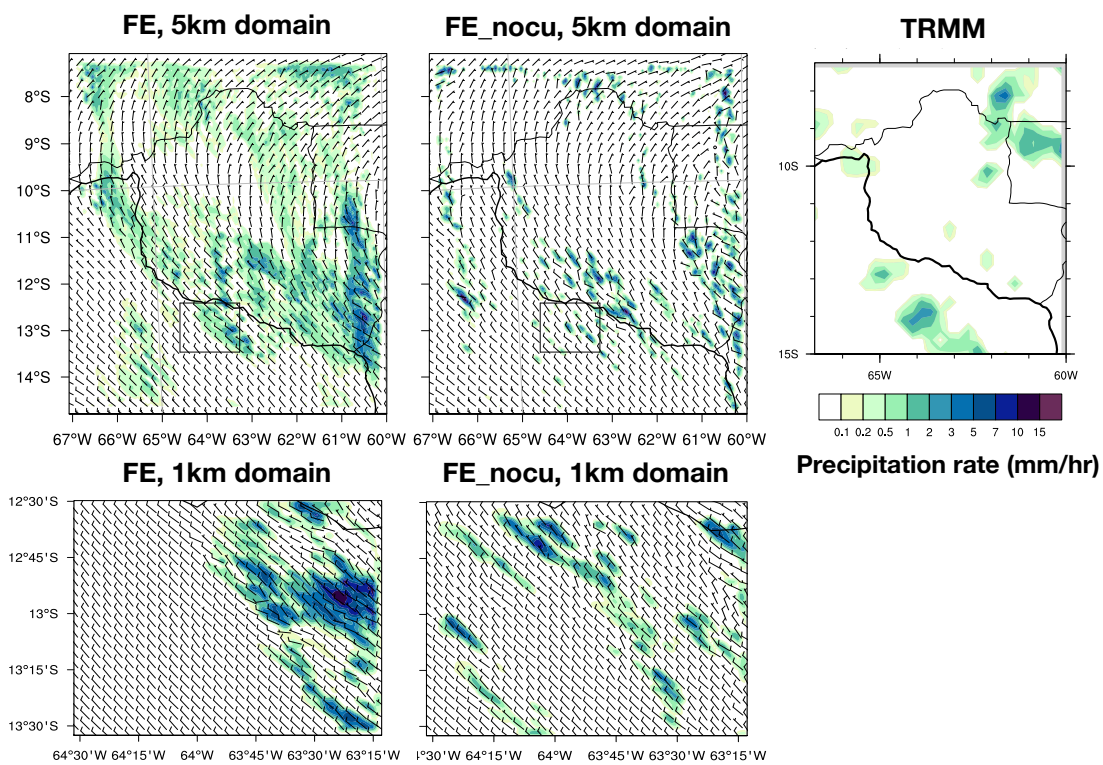 FE, 5km domain
FE_nocu, 5km domain
TRMM
8°S
9°S
10°S
11°S
12°S
13°S
14°S
67°W 66°W 65°W 64°W 63°W 62°W 61°W 60°W
67°W 66°W 65°W 64°W 63°W 62°W 61°W 60°W
10S
15S
65W 60W
0.1 0.2 0.5 1 2 3 5 7 10 15
Precipitation rate (mm/hr)
FE, 1km domain
FE_nocu, 1km domain
12°30'S
12°45'S
13°S
13°15'S
13°30'S
64°30'W 64°15'W 64°W 63°45'W 63°30'W 63°15'W
64°30'W 64°15'W 64°W 63°45'W 63°30'W 63°15'W